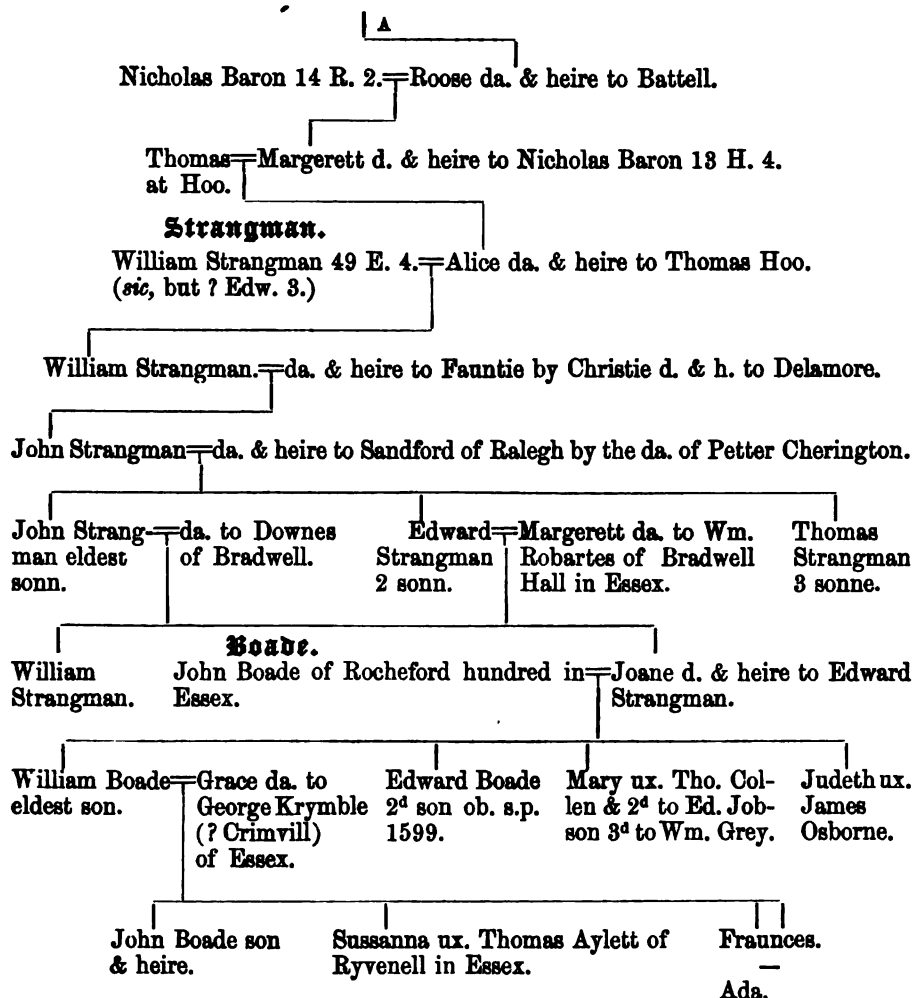 A
Nicholas Baron 14 R. 2.=Roose da. & heire to Battell.
Thomas=Margerett d. & heire to Nicholas Baron 13 H. 4.
at Hoo.
Strangman.
William Strangman 49 E. 4.=Alice da. & heire to Thomas Hoo.
(sic, but ? Edw. 3.)
William Strangman.=da. & heire to Fauntie by Christie d. & h. to Delamore.
John Strangman=da. & heire to Sandford of Ralegh by the da. of Petter Cherington.
John Strang-
man eldest
sonn.
=da. to Downes
of Bradwell.
Edward
Strangman
2 sonn.
=Margerett da. to Wm.
Robartes of Bradwell
Hall in Essex.
Thomas
Strangman
3 sonne.
William
Strangman.
Boade.
John Boade of Rocheford hundred in
Essex.
=Joane d. & heire to Edward
Strangman.
William Boade
eldest son.
=Grace da. to
George Krymble
(? Crimvill)
of Essex.
Edward Boade
2d son ob. s.p.
1599.
Mary ux. Tho. Col-
len & 2d to Ed. Job-
son 3d to Wm. Grey.
Judeth ux.
James
Osborne.
John Boade son
& heire.
Sussanna ux. Thomas Aylett of
Ryvenell in Essex.
Fraunces.
—
Ada.